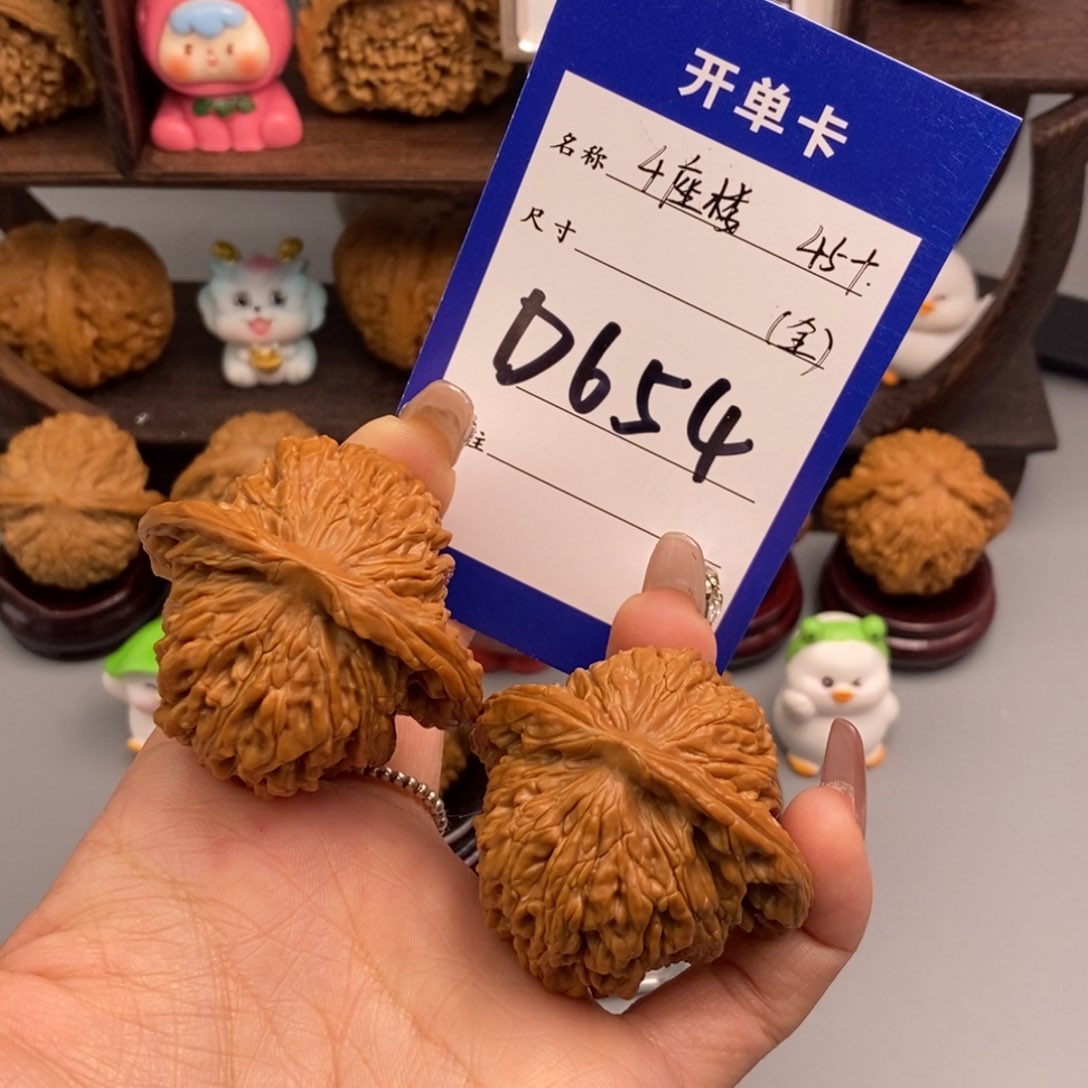 开单卡
名称 4座楼 45+
尺寸 (全)
D654
注